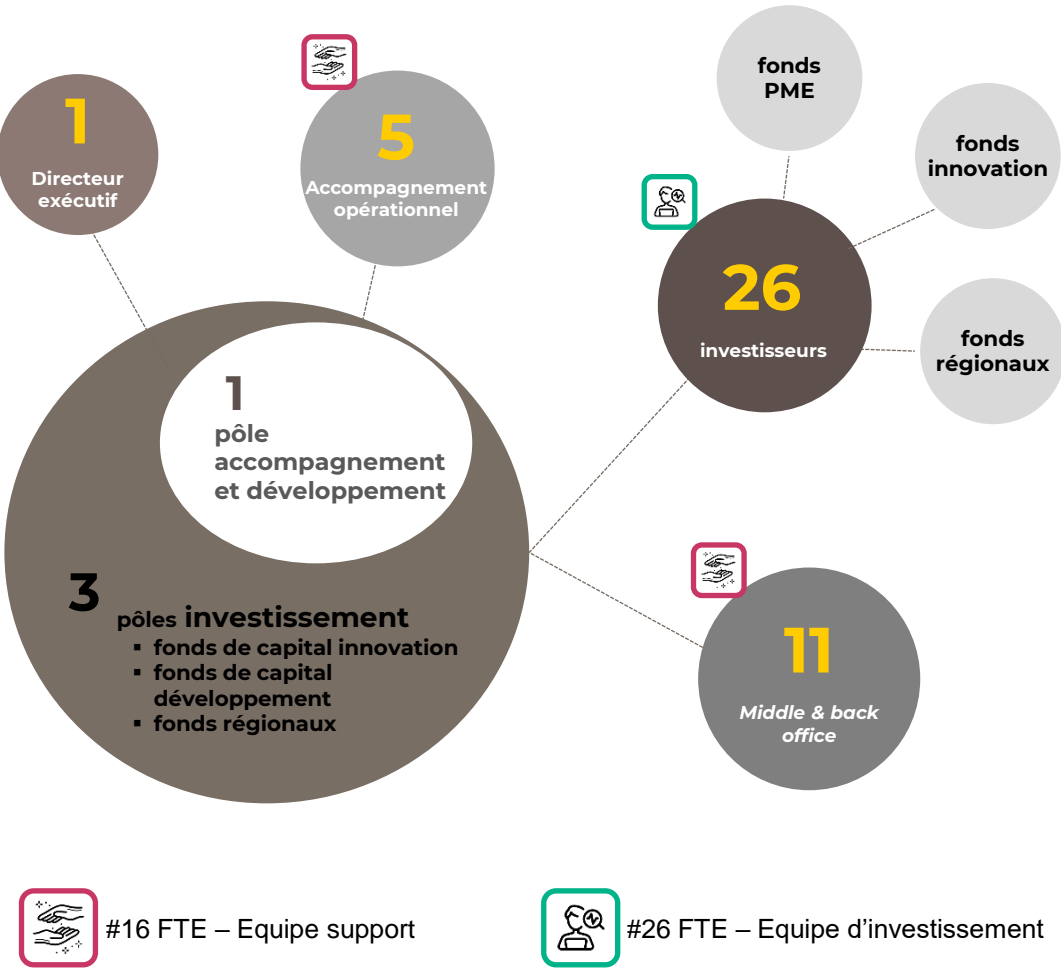 1
Directeur
exécutif
5
Accompagnement
opérationnel
fonds
PME
fonds
innovation
26
investisseurs
fonds
régionaux
1
pôle
accompagnement
et développement
3
pôles investissement
▪ fonds de capital innovation
▪ fonds de capital
développement
▪ fonds régionaux
11
Middle & back
office
#16 FTE – Equipe support
#26 FTE – Equipe d’investissement